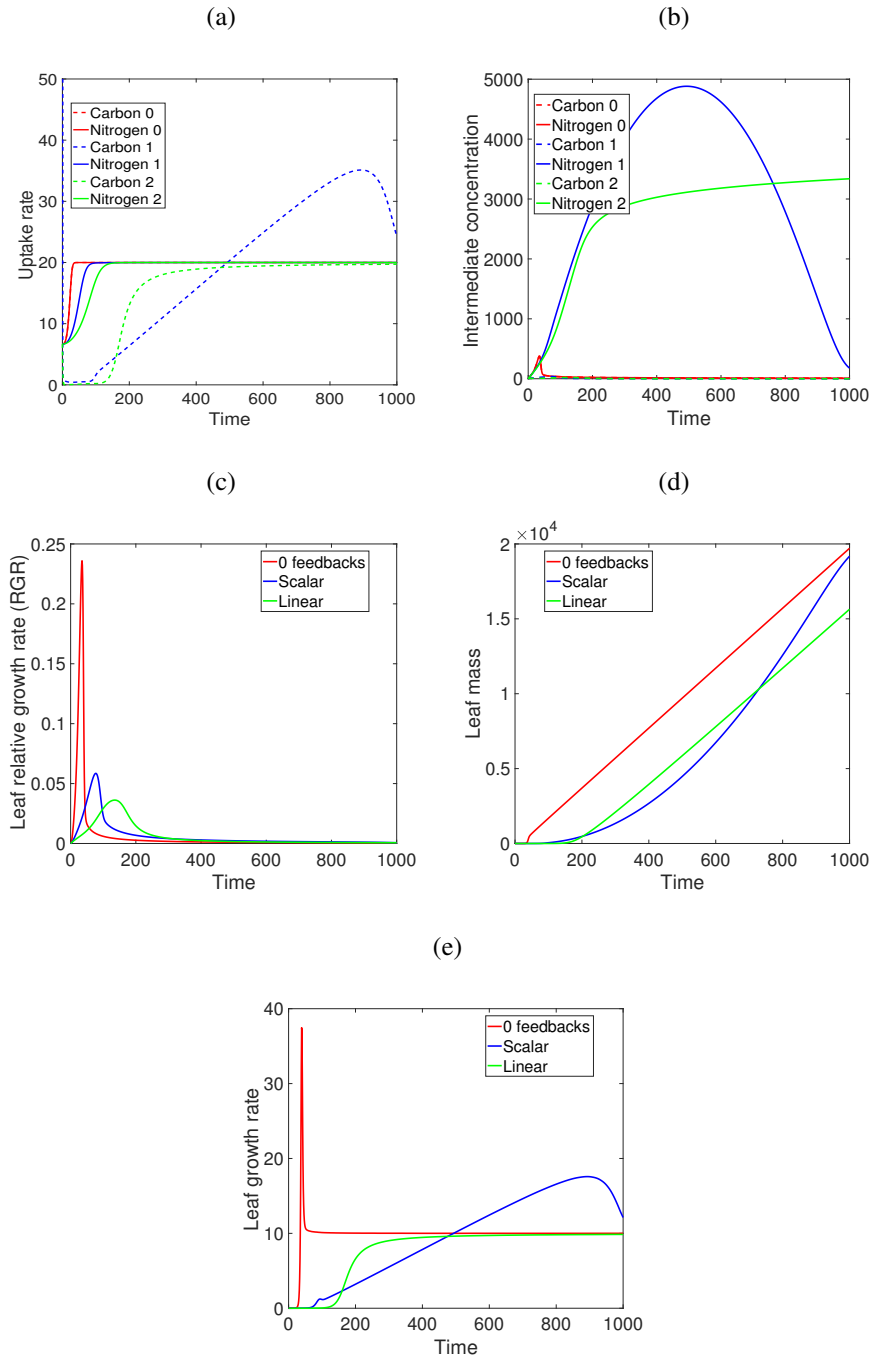 (a)
50
40
30
20
10
0
Uptake rate
Carbon 0
Nitrogen 0
Carbon 1
Nitrogen 1
Carbon 2
Nitrogen 2
0 200 400 600 800 1000
Time
(b)
5000
4000
3000
2000
1000
0
Intermediate concentration
Carbon 0
Nitrogen 0
Carbon 1
Nitrogen 1
Carbon 2
Nitrogen 2
0 200 400 600 800 1000
Time
(c)
0.25
0.2
0.15
0.1
0.05
0
Leaf relative growth rate (RGR)
0 feedbacks
Scalar
Linear
0 200 400 600 800 1000
Time
(d)
×10⁴
2
1.5
1
0.5
0
Leaf mass
0 feedbacks
Scalar
Linear
0 200 400 600 800 1000
Time
(e)
40
30
20
10
0
Leaf growth rate
0 feedbacks
Scalar
Linear
0 200 400 600 800 1000
Time